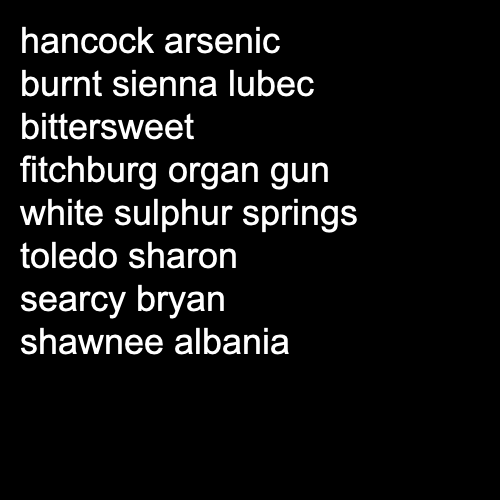 hancock arsenic
burnt sienna lubec
bittersweet
fitchburg organ gun
white sulphur springs
toledo sharon
searcy bryan
shawnee albania